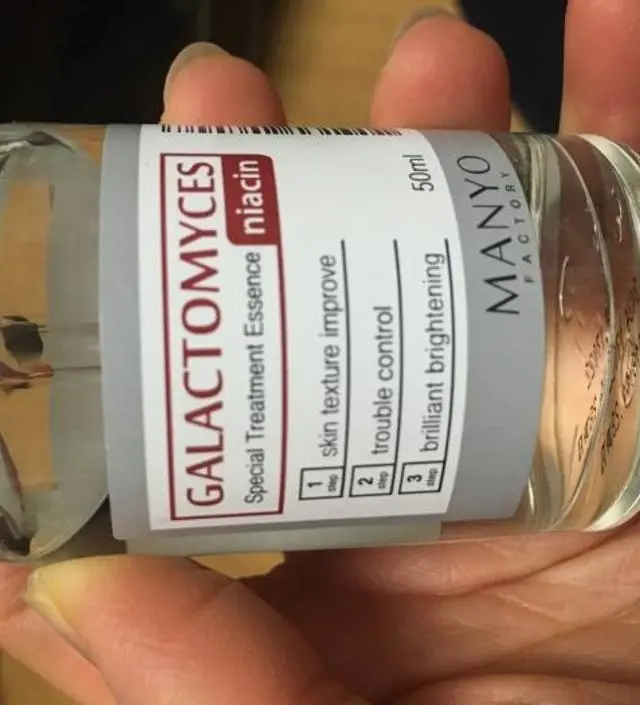 GALACTOMYCES
niacin
Special Treatment Essence
1 step skin texture improve
2 step trouble control
3 step brilliant brightening
50ml
MANYO
FACTORY